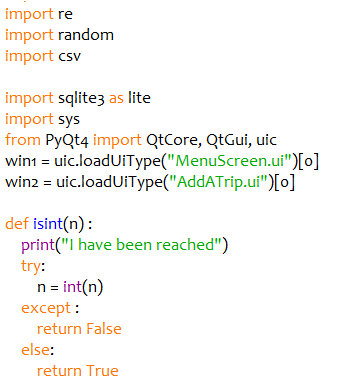 import re
import random
import csv

import sqlite3 as lite
import sys
from PyQt4 import QtCore, QtGui, uic
win1 = uic.loadUiType("MenuScreen.ui")[0]
win2 = uic.loadUiType("AddATrip.ui")[0]

def isint(n) :
    print("I have been reached")
    try:
        n = int(n)
    except :
        return False
    else:
        return True